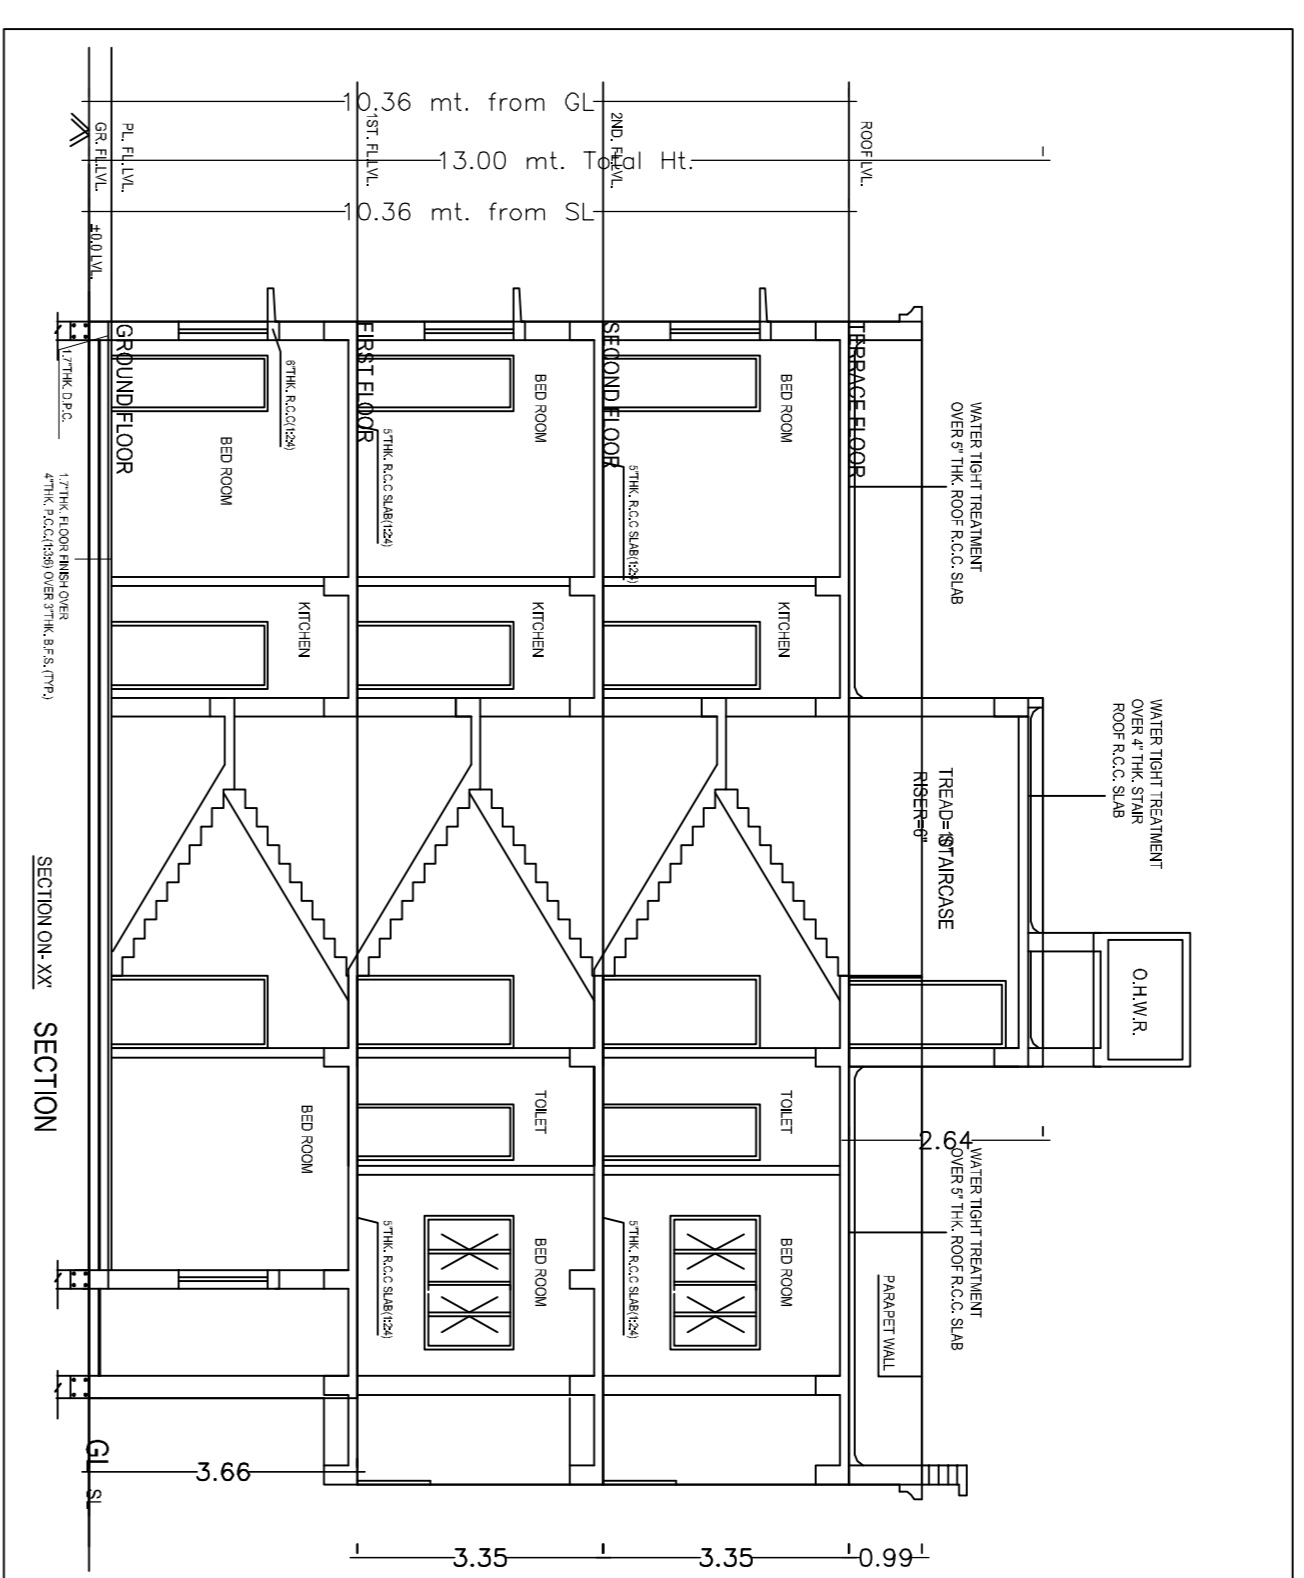 10.36 mt. from GL
13.00 mt. Total Ht.
10.36 mt. from SL
GR. FL.LVL.
PL. FL.LVL.
1ST. FL.LVL.
2ND. FL.LVL.
ROOF LVL.
±0.0 LVL.
GROUND FLOOR
FIRST FLOOR
SECOND FLOOR
TERRACE FLOOR
1.7"THK. D.P.C.
6"THK. R.C.C(1:2:4)
BED ROOM
BED ROOM
BED ROOM
5"THK. R.C.C SLAB(1:2:4)
5"THK. R.C.C SLAB(1:2:4)
WATER TIGHT TREATMENT
OVER 5" THK. ROOF R.C.C. SLAB
1.7"THK. FLOOR FINISH OVER
4"THK. P.C.C.(1:3:6) OVER 3"THK. B.F.S. (TYP.)
KITCHEN
KITCHEN
KITCHEN
WATER TIGHT TREATMENT
OVER 4" THK. STAIR
ROOF R.C.C. SLAB
TREAD=10"
RISER=6"
STAIRCASE
O.H.W.R.
SECTION ON- XX'
SECTION
BED ROOM
TOILET
TOILET
2.64
WATER TIGHT TREATMENT
OVER 5" THK. ROOF R.C.C. SLAB
5"THK. R.C.C SLAB(1:2:4)
5"THK. R.C.C SLAB(1:2:4)
BED ROOM
BED ROOM
PARAPET WALL
GL
SL
3.66
3.35
3.35
0.99